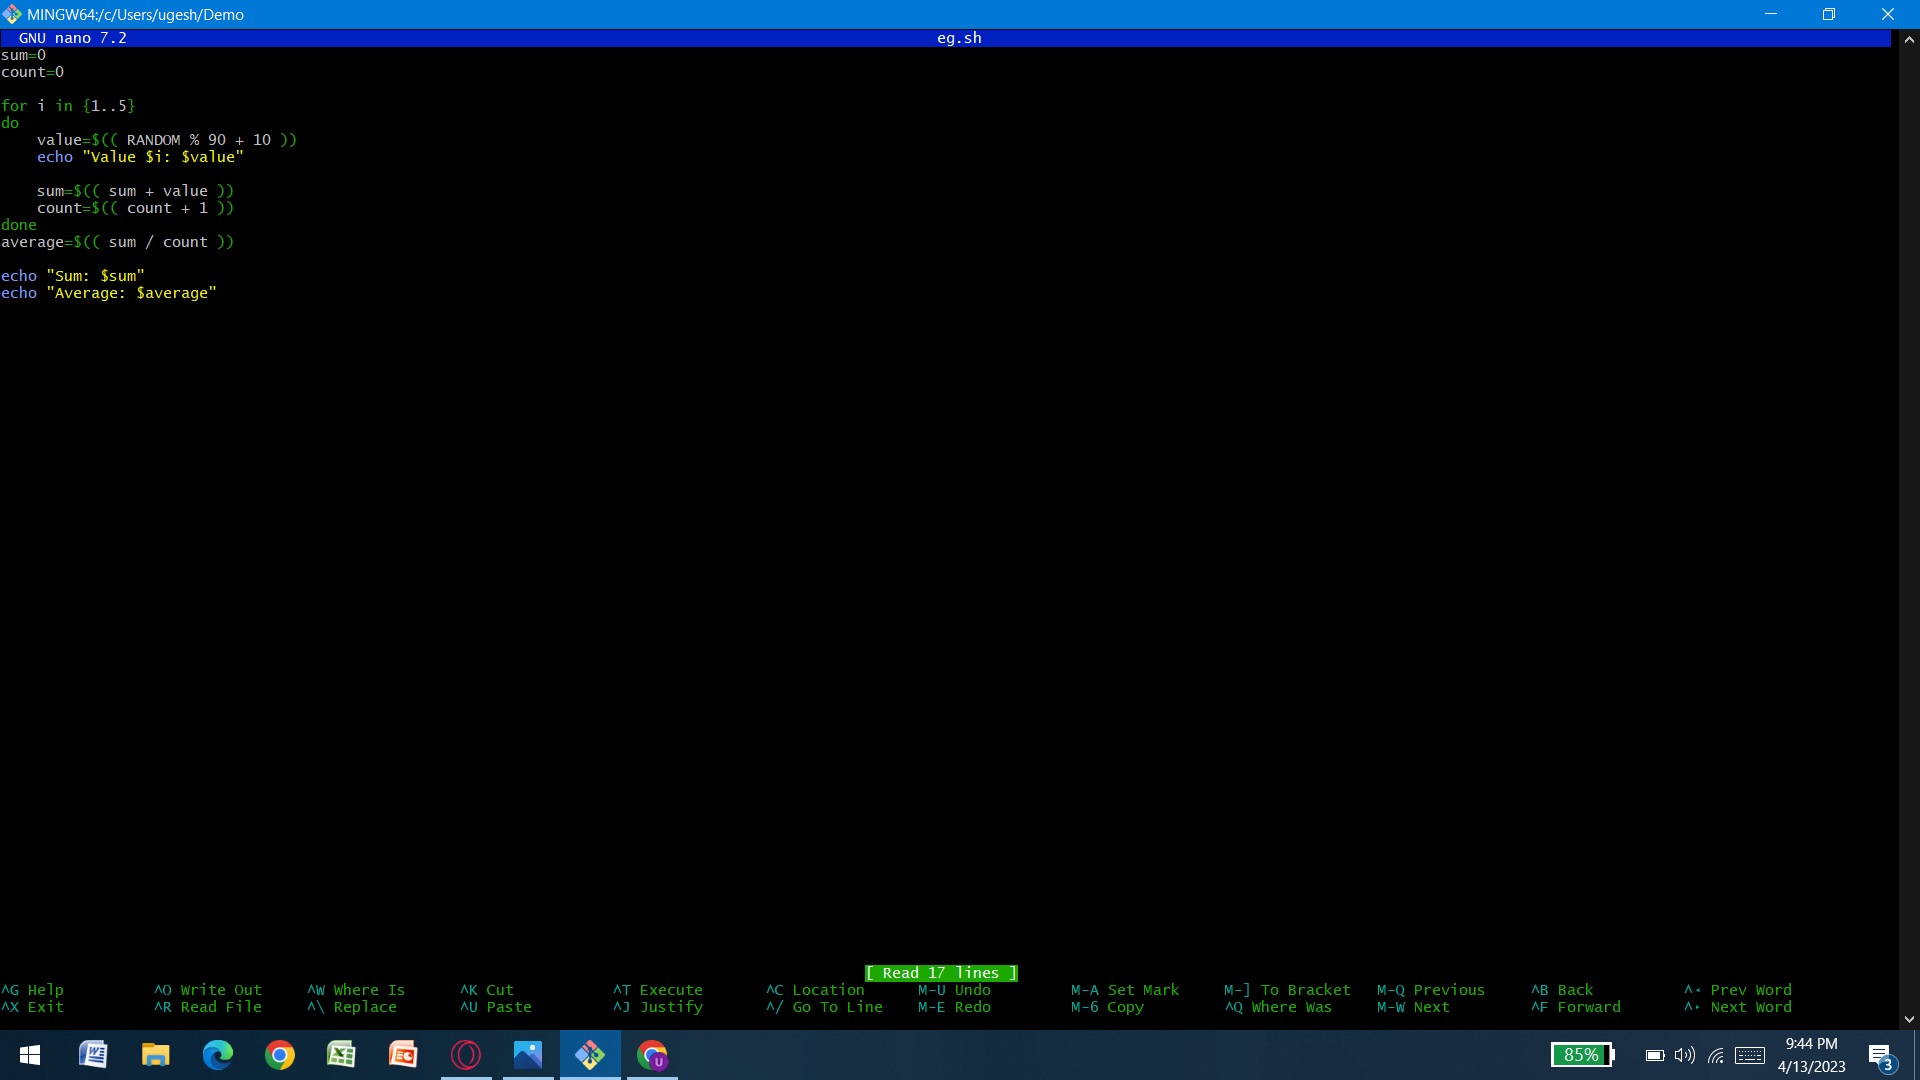 MINGW64:/c/Users/ugesh/Demo
GNU nano 7.2 eg.sh
sum=0
count=0
for i in {1..5}
do
    value=$(( RANDOM % 90 + 10 ))
    echo "Value $i: $value"
    sum=$(( sum + value ))
    count=$(( count + 1 ))
done
average=$(( sum / count ))
echo "Sum: $sum"
echo "Average: $average"
[ Read 17 lines ]
^G Help ^O Write Out ^W Where Is ^K Cut ^T Execute ^C Location M-U Undo M-A Set Mark M-] To Bracket M-Q Previous ^B Back ^◂ Prev Word
^X Exit ^R Read File ^\ Replace ^U Paste ^J Justify ^/ Go To Line M-E Redo M-6 Copy ^Q Where Was M-W Next ^F Forward ^▸ Next Word
85%
9:44 PM
4/13/2023
3
U